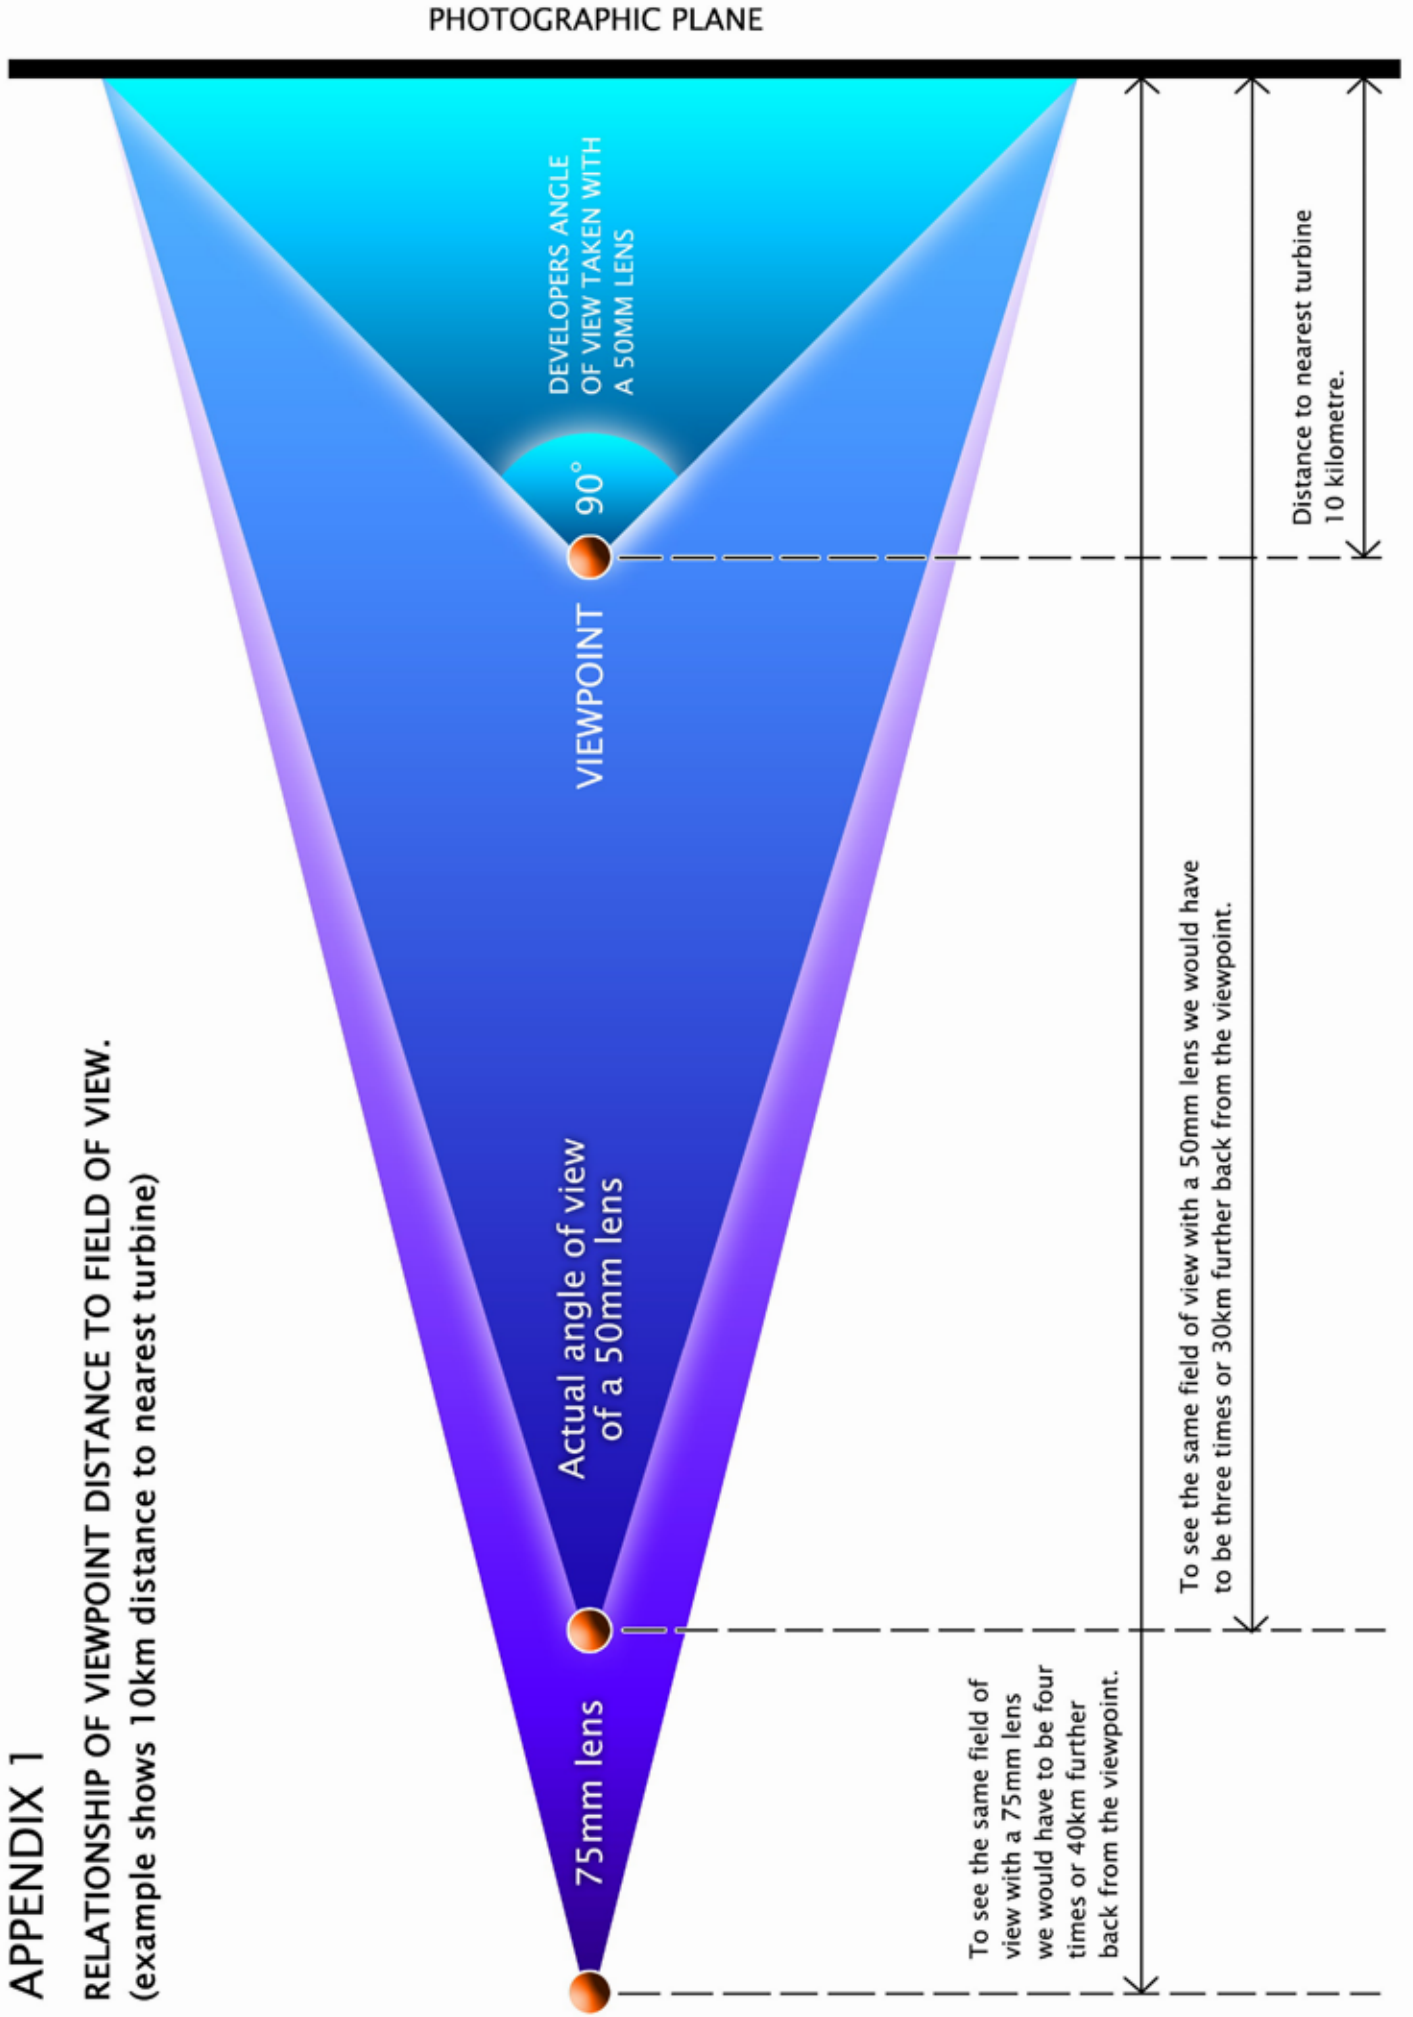 APPENDIX 1
RELATIONSHIP OF VIEWPOINT DISTANCE TO FIELD OF VIEW.
(example shows 10km distance to nearest turbine)
PHOTOGRAPHIC PLANE
DEVELOPERS ANGLE
OF VIEW TAKEN WITH
A 50MM LENS
90°
VIEWPOINT
Actual angle of view
of a 50mm lens
75mm lens
To see the same field of
view with a 75mm lens
we would have to be four
times or 40km further
back from the viewpoint.
To see the same field of view with a 50mm lens we would have
to be three times or 30km further back from the viewpoint.
Distance to nearest turbine
10 kilometre.